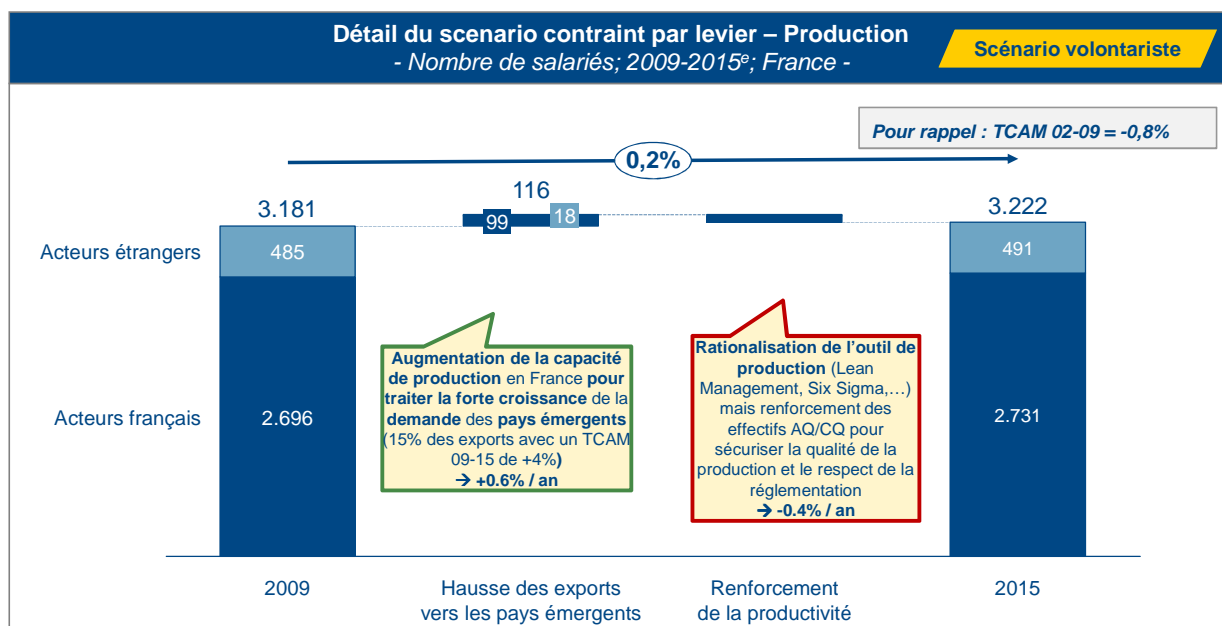 Détail du scenario contraint par levier – Production
- Nombre de salariés; 2009-2015e; France -
Scénario volontariste
Pour rappel : TCAM 02-09 = -0,8%
0,2%
116
3.181
99
18
3.222
Acteurs étrangers
485
491
Augmentation de la capacité
de production en France pour
traiter la forte croissance de la
demande des pays émergents
(15% des exports avec un TCAM
09-15 de +4%)
→ +0.6% / an
Rationalisation de l'outil de
production (Lean
Management, Six Sigma,…)
mais renforcement des
effectifs AQ/CQ pour
sécuriser la qualité de la
production et le respect de la
réglementation
→ -0.4% / an
Acteurs français
2.696
2.731
2009
Hausse des exports
vers les pays émergents
Renforcement
de la productivité
2015